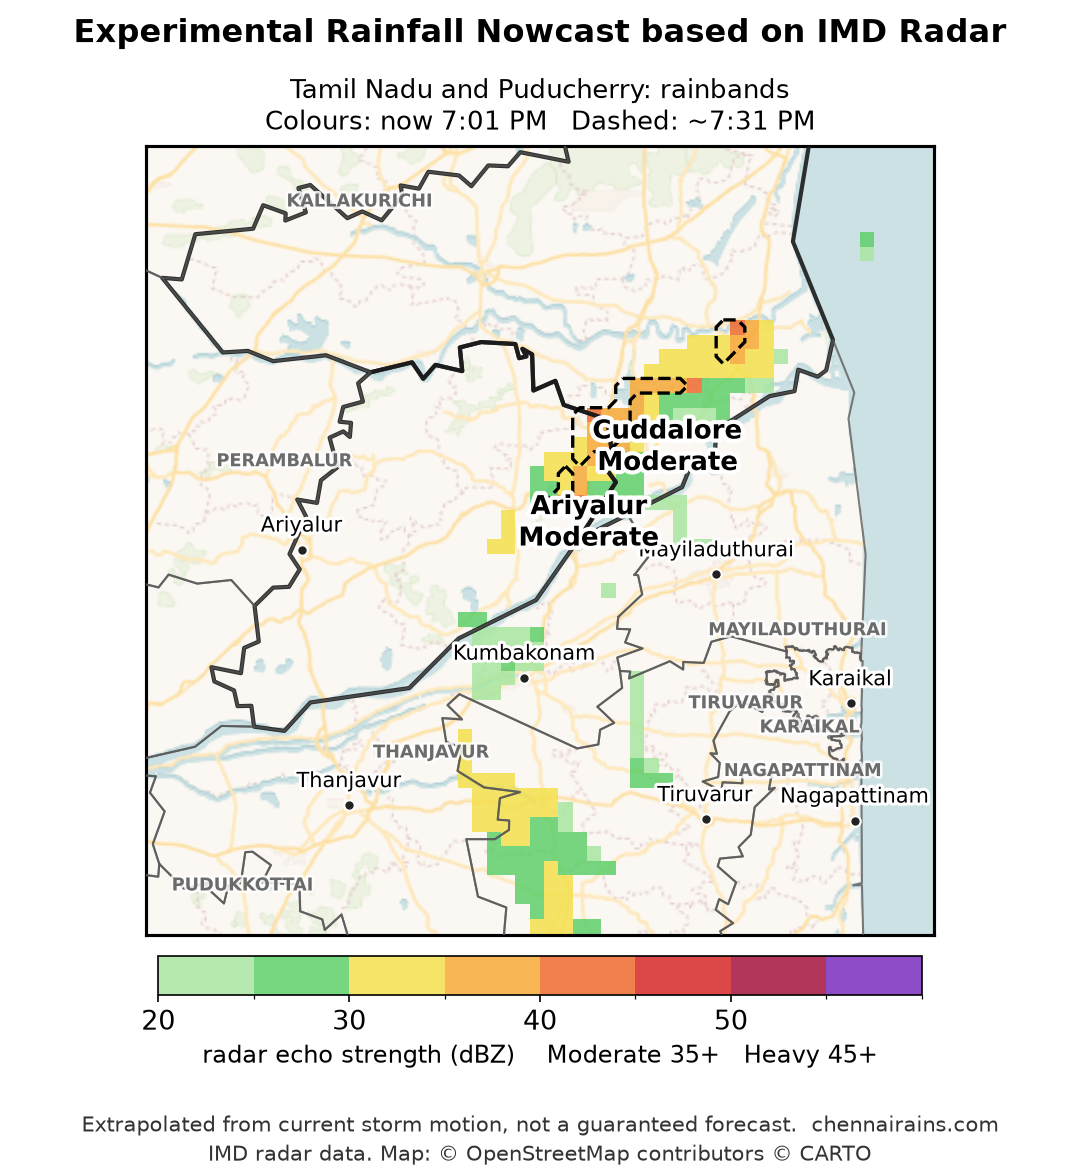 Experimental Rainfall Nowcast based on IMD Radar
Tamil Nadu and Puducherry: rainbands
Colours: now 7:01 PM   Dashed: ~7:31 PM
KALLAKURICHI
Cuddalore
Moderate
PERAMBALUR
Ariyalur
Moderate
Ariyalur
Mayiladuthurai
MAYILADUTHURAI
Kumbakonam
Karaikal
TIRUVARUR
KARAIKAL
THANJAVUR
NAGAPATTINAM
Thanjavur
Tiruvarur
Nagapattinam
PUDUKKOTTAI
20 30 40 50
radar echo strength (dBZ)   Moderate 35+   Heavy 45+
Extrapolated from current storm motion, not a guaranteed forecast.  chennairains.com
IMD radar data. Map: © OpenStreetMap contributors © CARTO